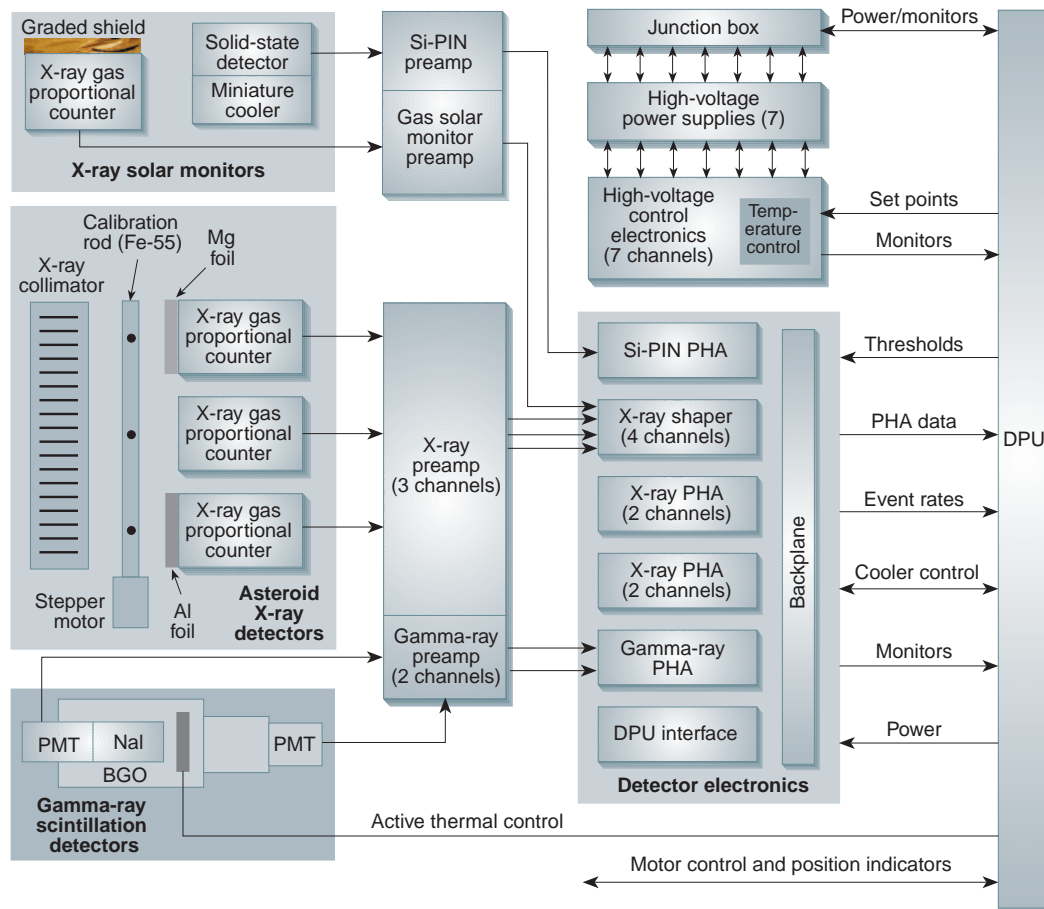 Graded shield
X-ray gas
proportional
counter
Solid-state
detector
Miniature
cooler
X-ray solar monitors
Si-PIN
preamp
Gas solar
monitor
preamp
Junction box
High-voltage
power supplies (7)
High-voltage
control
electronics
(7 channels)
Temp-
erature
control
Power/monitors
Set points
Monitors
Calibration
rod (Fe-55)
Mg
foil
X-ray
collimator
X-ray gas
proportional
counter
X-ray gas
proportional
counter
X-ray gas
proportional
counter
Stepper
motor
Al
foil
Asteroid
X-ray
detectors
X-ray
preamp
(3 channels)
Gamma-ray
preamp
(2 channels)
Si-PIN PHA
X-ray shaper
(4 channels)
X-ray PHA
(2 channels)
X-ray PHA
(2 channels)
Gamma-ray
PHA
DPU interface
Backplane
Detector electronics
Thresholds
PHA data
Event rates
Cooler control
Monitors
Power
DPU
PMT
NaI
BGO
PMT
Gamma-ray
scintillation
detectors
Active thermal control
Motor control and position indicators